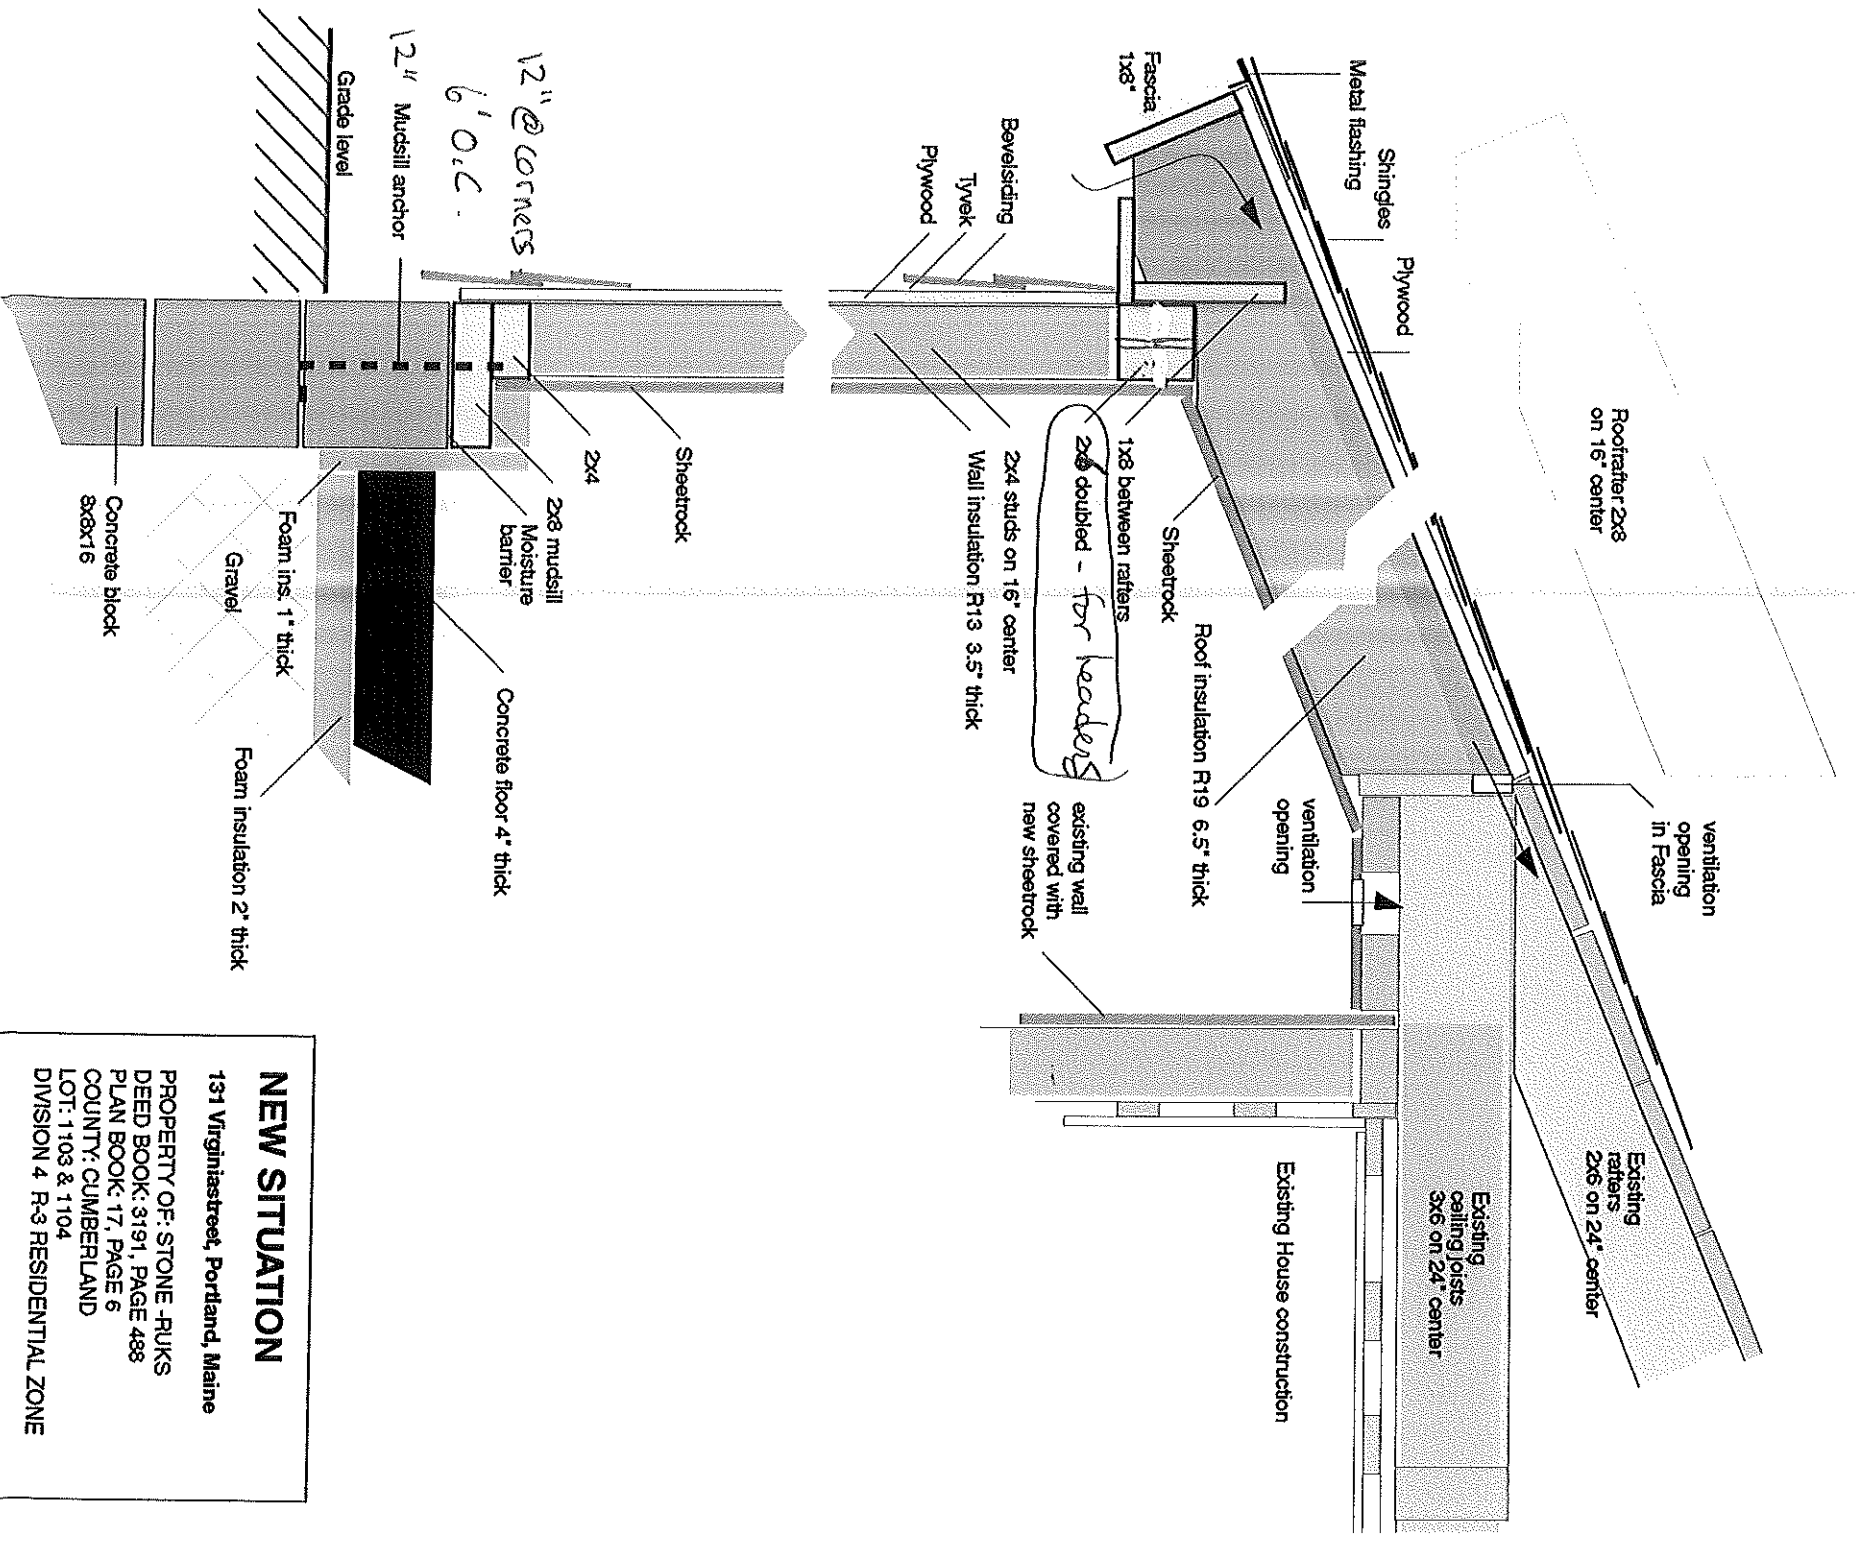 Roofrafter 2x8
on 16" center
Shingles
Metal flashing
Plywood
Fascia
1x8"
ventilation
opening
in Fascia
Existing
rafters
2x6 on 24" center
Existing
ceiling joists
3x6 on 24" center
ventilation
opening
Roof insulation R19 6.5" thick
Sheetrock
1x8 between rafters
doubled - for headers
2x4 studs on 16" center
Wall insulation R13 3.5" thick
existing wall
covered with
new sheetrock
Existing House construction
Bevelsiding
Tyvek
Plywood
Sheetrock
2x4
2x8 mudsill
Moisture
barrier
Concrete floor 4" thick
Foam insulation 2" thick
Foam ins. 1" thick
Gravel
Concrete block
8x8x16
12" @ corners
6' O.C.
12" Mudsill anchor
Grade level
NEW SITUATION
131 Virginiastreet, Portland, Maine
PROPERTY OF: STONE -RUKS
DEED BOOK: 3191, PAGE 488
PLAN BOOK: 17, PAGE 6
COUNTY: CUMBERLAND
LOT: 1103 & 1104
DIVISION 4 R-3 RESIDENTIAL ZONE